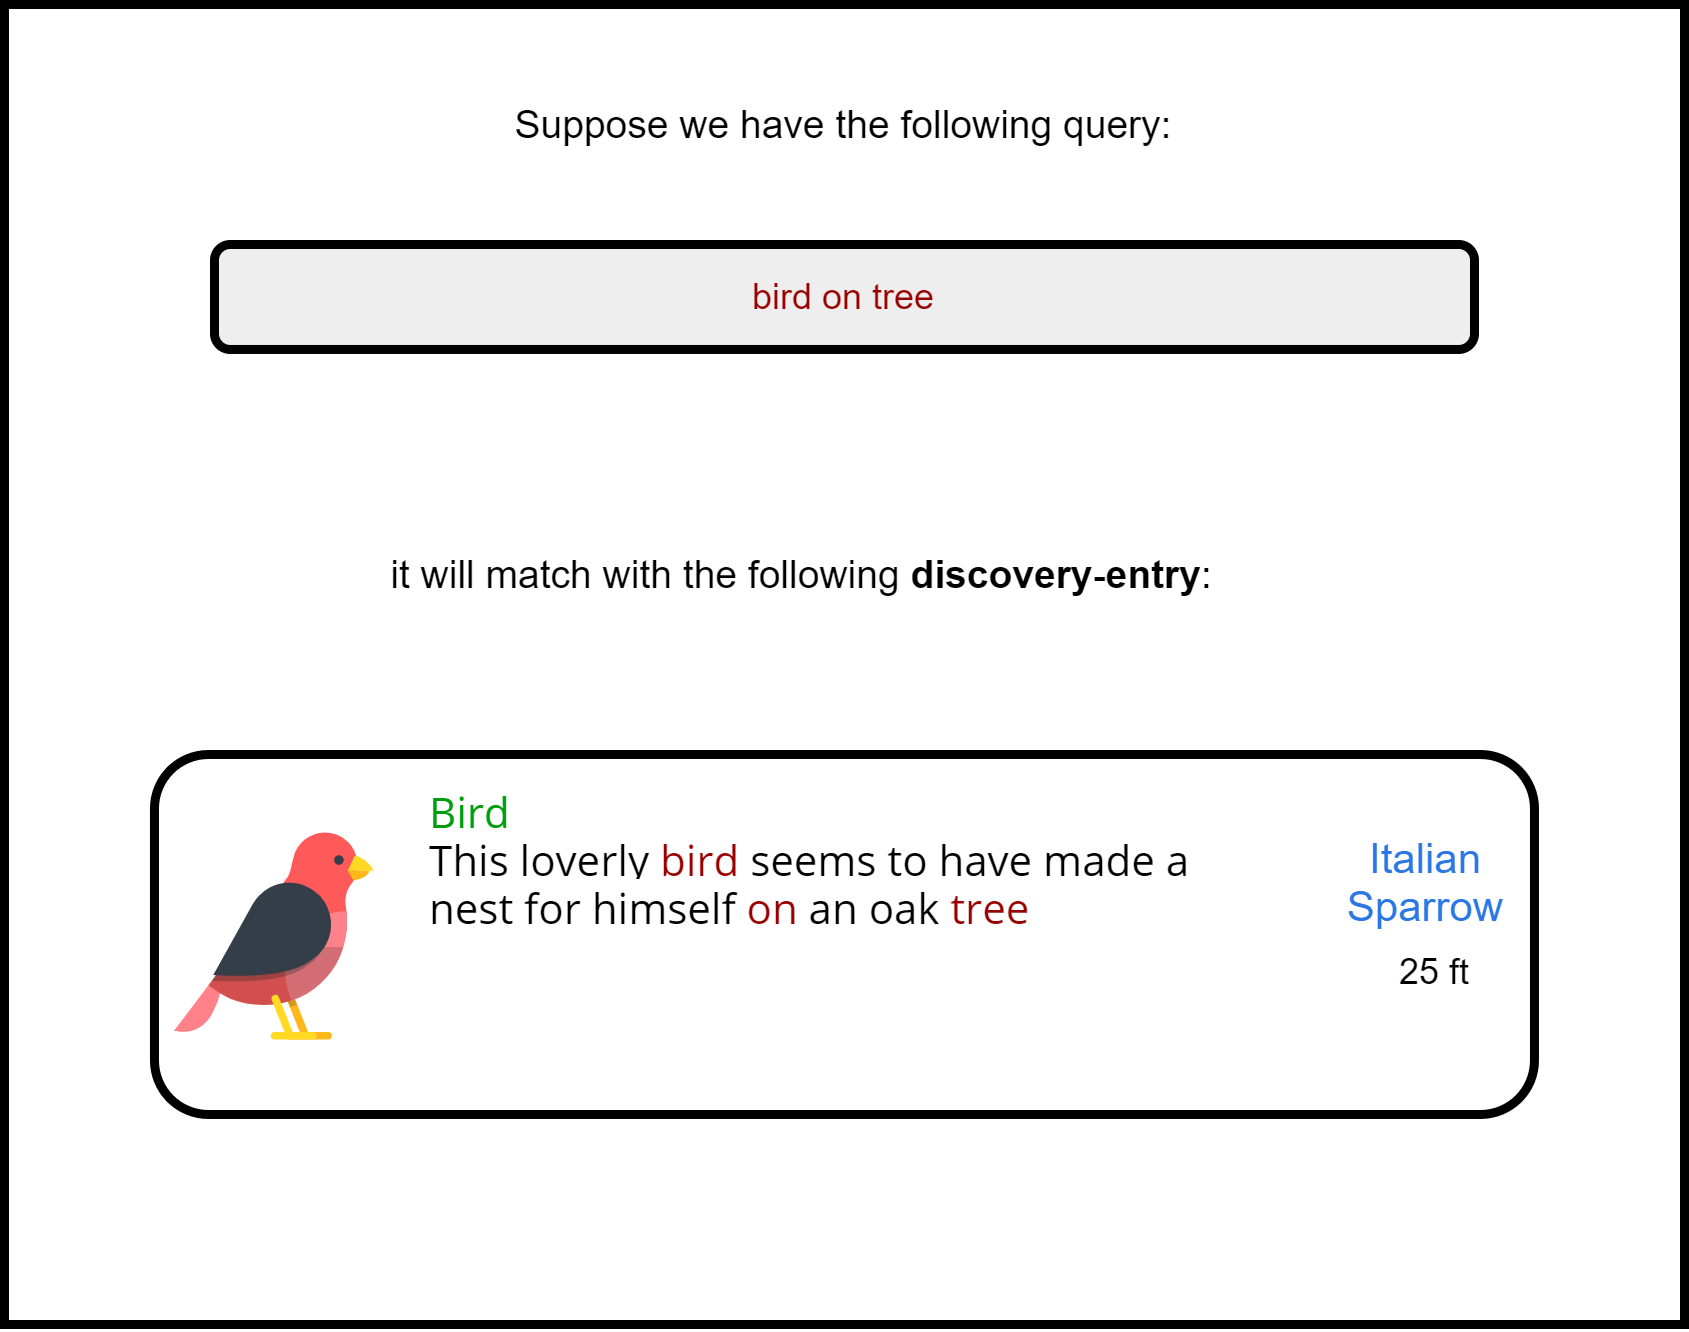 Suppose we have the following query:
bird on tree
it will match with the following discovery-entry:
Bird
This loverly bird seems to have made a
nest for himself on an oak tree
Italian
Sparrow
25 ft